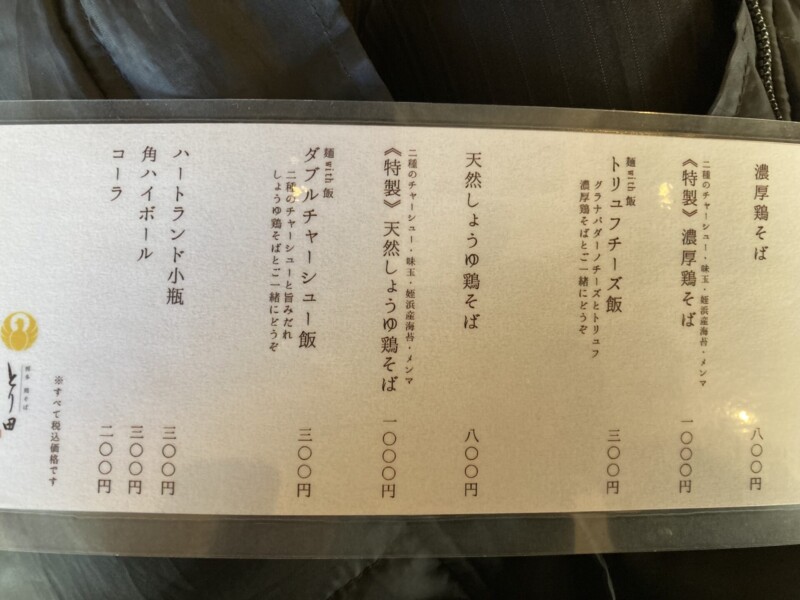 濃厚鶏そば
八〇〇円
二種のチャーシュー・味玉・姪浜産海苔・メンマ
《特製》濃厚鶏そば
一〇〇〇円
麺with飯
トリュフチーズ飯
グラナパダーノチーズとトリュフ
濃厚鶏そばとご一緒にどうぞ
三〇〇円
天然しょうゆ鶏そば
八〇〇円
二種のチャーシュー・味玉・姪浜産海苔・メンマ
《特製》天然しょうゆ鶏そば
一〇〇〇円
麺with飯
ダブルチャーシュー飯
二種のチャーシューと旨みだれ
しょうゆ鶏そばとご一緒にどうぞ
三〇〇円
ハートランド小瓶
三〇〇円
角ハイボール
三〇〇円
コーラ
二〇〇円
※すべて税込価格です
とり田